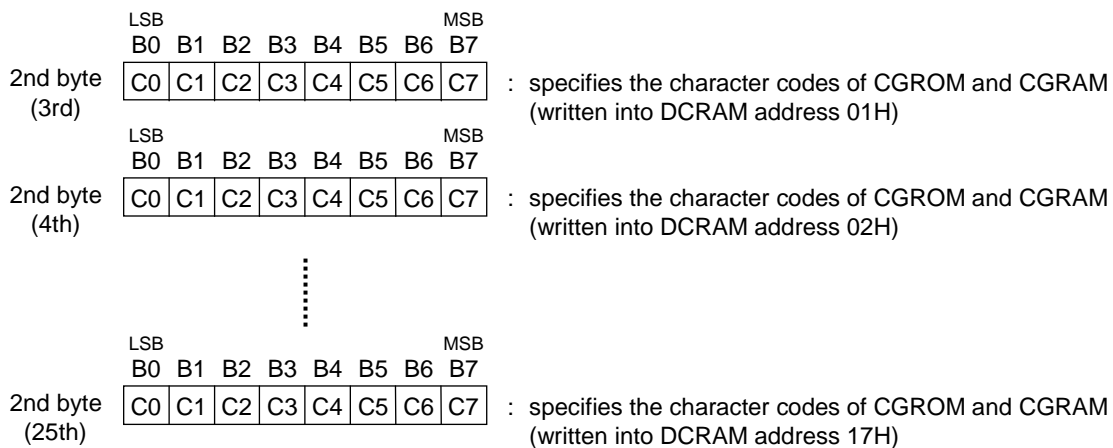 LSB MSB
B0 B1 B2 B3 B4 B5 B6 B7
2nd byte C0 C1 C2 C3 C4 C5 C6 C7 : specifies the character codes of CGROM and CGRAM
(3rd) (written into DCRAM address 01H)
LSB MSB
B0 B1 B2 B3 B4 B5 B6 B7
2nd byte C0 C1 C2 C3 C4 C5 C6 C7 : specifies the character codes of CGROM and CGRAM
(4th) (written into DCRAM address 02H)
LSB MSB
B0 B1 B2 B3 B4 B5 B6 B7
2nd byte C0 C1 C2 C3 C4 C5 C6 C7 : specifies the character codes of CGROM and CGRAM
(25th) (written into DCRAM address 17H)